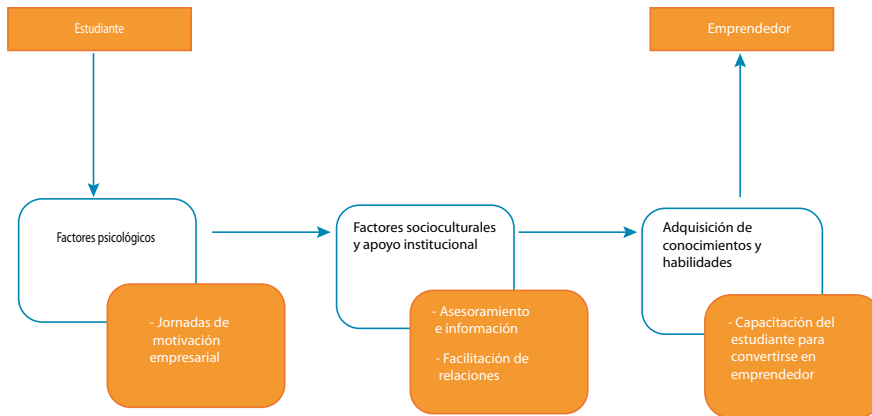 Estudiante
Emprendedor
Factores psicológicos
Factores socioculturales
y apoyo institucional
Adquisición de
conocimientos y
habilidades
- Jornadas de
motivación
empresarial
- Asesoramiento
e información
- Facilitación de
relaciones
- Capacitación del
estudiante para
convertirse en
emprendedor